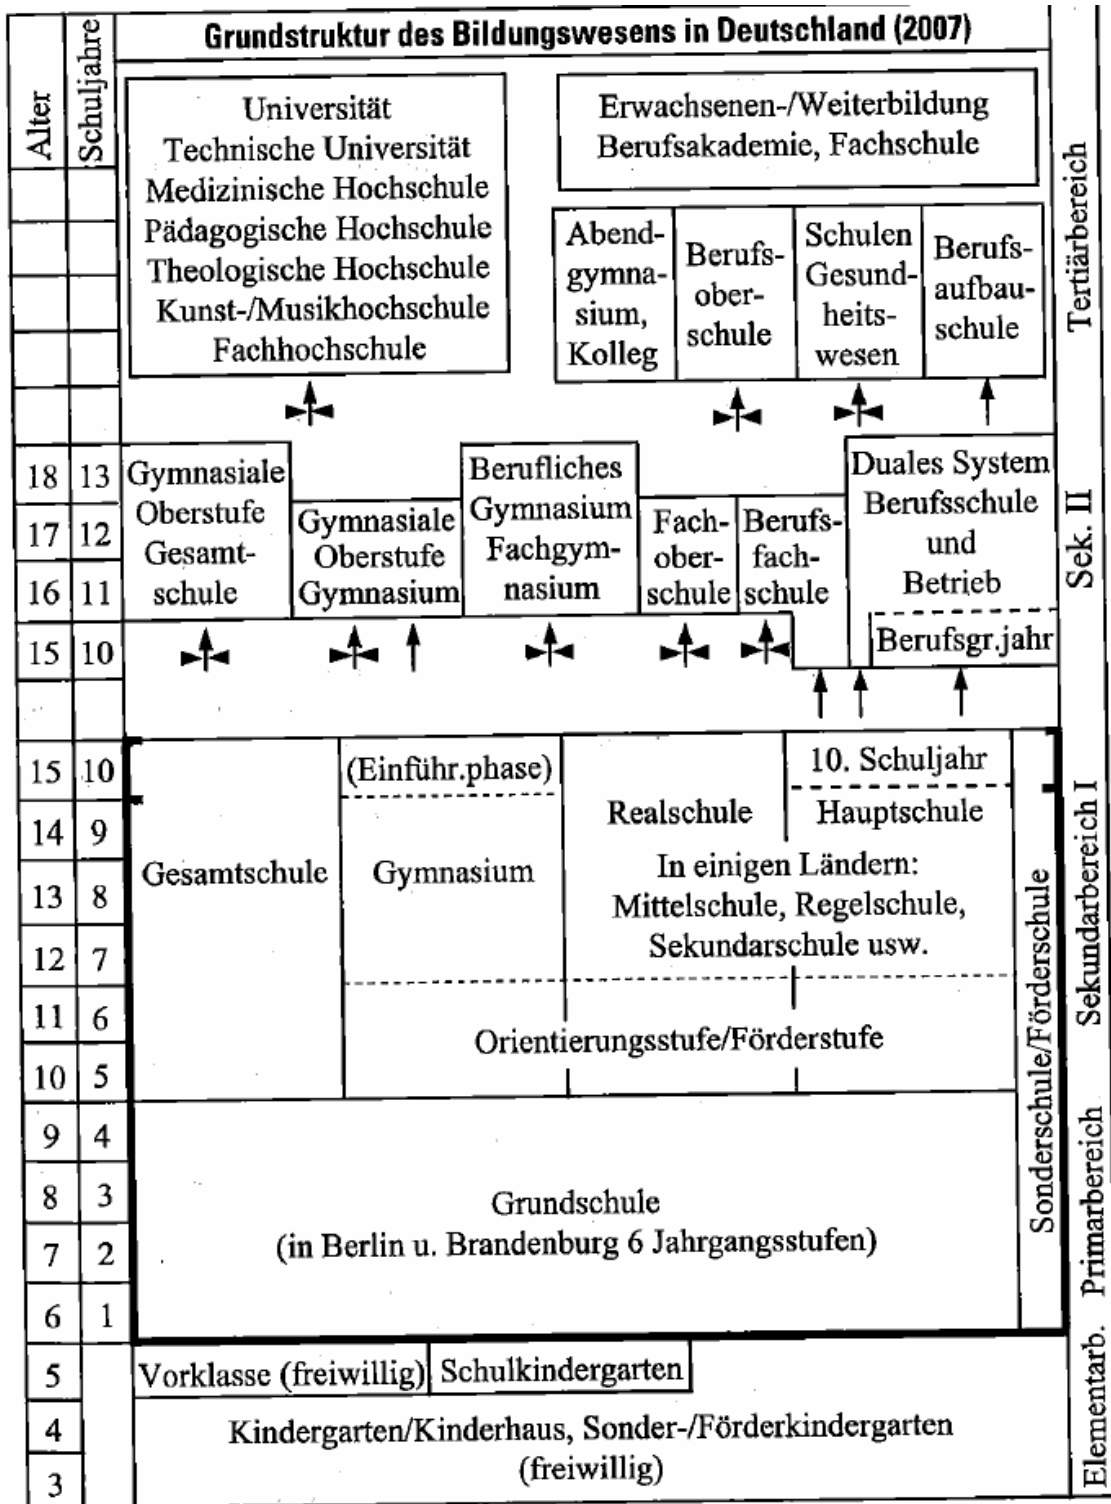 Grundstruktur des Bildungswesens in Deutschland (2007)
Alter
Schuljahre
Universität
Technische Universität
Medizinische Hochschule
Pädagogische Hochschule
Theologische Hochschule
Kunst-/Musikhochschule
Fachhochschule
Erwachsenen-/Weiterbildung
Berufsakademie, Fachschule
Abend-
gymna-
sium,
Kolleg
Berufs-
ober-
schule
Schulen
Gesund-
heits-
wesen
Berufs-
aufbau-
schule
Tertiärbereich
18 13
17 12
16 11
15 10
Gymnasiale
Oberstufe
Gesamt-
schule
Gymnasiale
Oberstufe
Gymnasium
Berufliches
Gymnasium
Fachgym-
nasium
Fach-
ober-
schule
Berufs-
fach-
schule
Duales System
Berufsschule
und
Betrieb
Berufsgr.jahr
Sek. II
15 10
14 9
13 8
12 7
11 6
10 5
Gesamtschule
(Einführ.phase)
Gymnasium
Realschule
10. Schuljahr
Hauptschule
In einigen Ländern:
Mittelschule, Regelschule,
Sekundarschule usw.
Orientierungsstufe/Förderstufe
Sonderschule/Förderschule
Sekundarbereich I
9 4
8 3
7 2
6 1
Grundschule
(in Berlin u. Brandenburg 6 Jahrgangsstufen)
Primarbereich
5
4
3
Vorklasse (freiwillig)
Schulkindergarten
Kindergarten/Kinderhaus, Sonder-/Förderkindergarten
(freiwillig)
Elementarb.